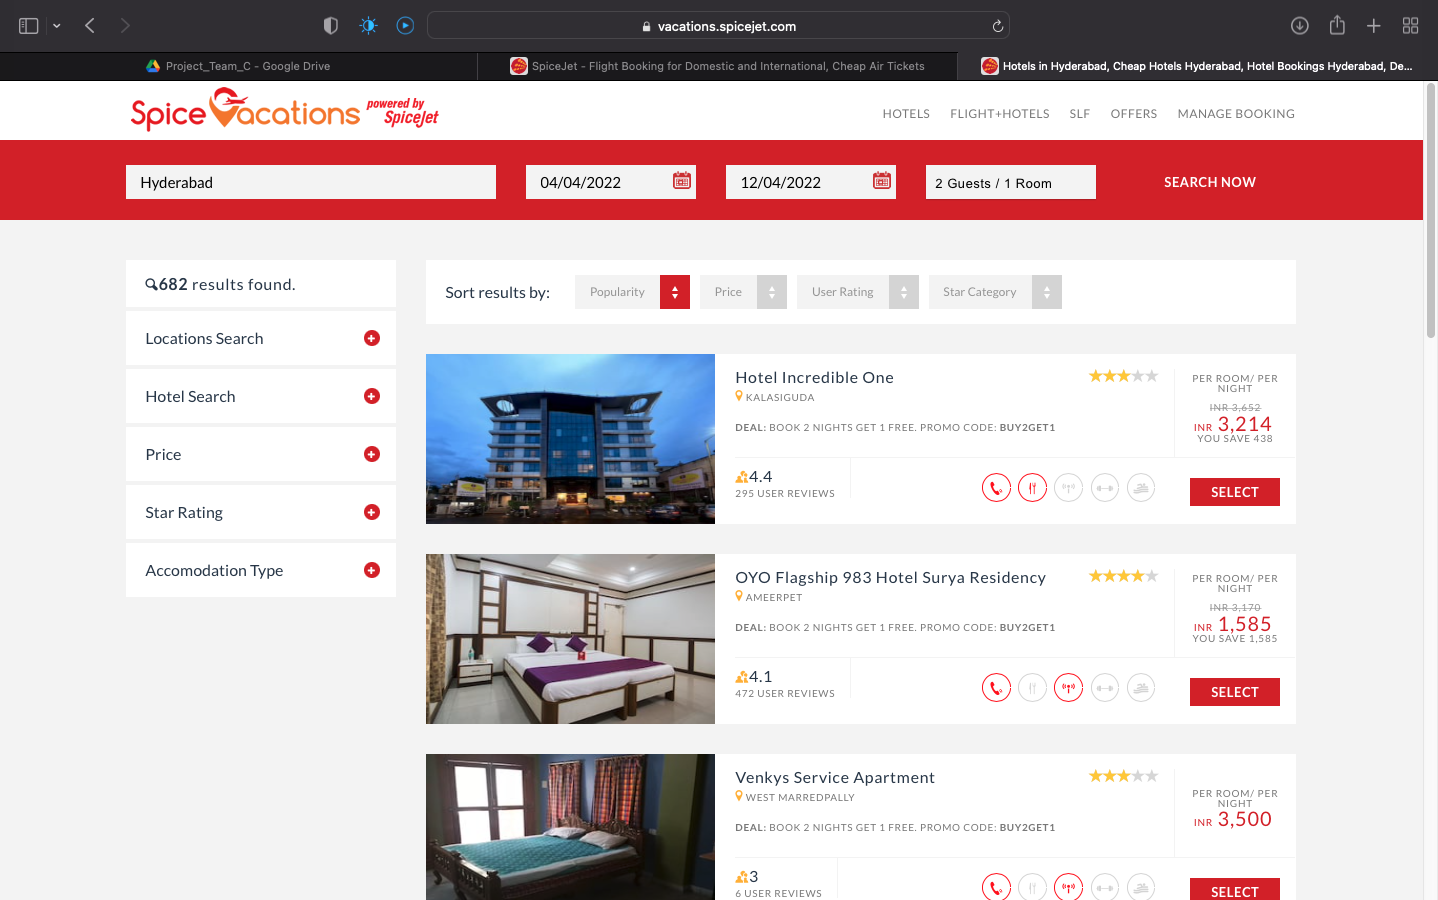 vacations.spicejet.com
Project_Team_C - Google Drive
SpiceJet - Flight Booking for Domestic and International, Cheap Air Tickets
Hotels in Hyderabad, Cheap Hotels Hyderabad, Hotel Bookings Hyderabad, De...
Spice Vacations powered by SpiceJet
HOTELS FLIGHT+HOTELS SLF OFFERS MANAGE BOOKING
Hyderabad 04/04/2022 12/04/2022 2 Guests / 1 Room SEARCH NOW
682 results found.
Locations Search
Hotel Search
Price
Star Rating
Accomodation Type
Sort results by: Popularity Price User Rating Star Category
Hotel Incredible One
KALASIGUDA
DEAL: BOOK 2 NIGHTS GET 1 FREE. PROMO CODE: BUY2GET1
4.4
295 USER REVIEWS
PER ROOM/ PER
NIGHT
INR 3,652
INR 3,214
YOU SAVE 438
SELECT
OYO Flagship 983 Hotel Surya Residency
AMEERPET
DEAL: BOOK 2 NIGHTS GET 1 FREE. PROMO CODE: BUY2GET1
4.1
472 USER REVIEWS
PER ROOM/ PER
NIGHT
INR 3,170
INR 1,585
YOU SAVE 1,585
SELECT
Venkys Service Apartment
WEST MARREDPALLY
DEAL: BOOK 2 NIGHTS GET 1 FREE. PROMO CODE: BUY2GET1
3
6 USER REVIEWS
PER ROOM/ PER
NIGHT
INR 3,500
SELECT